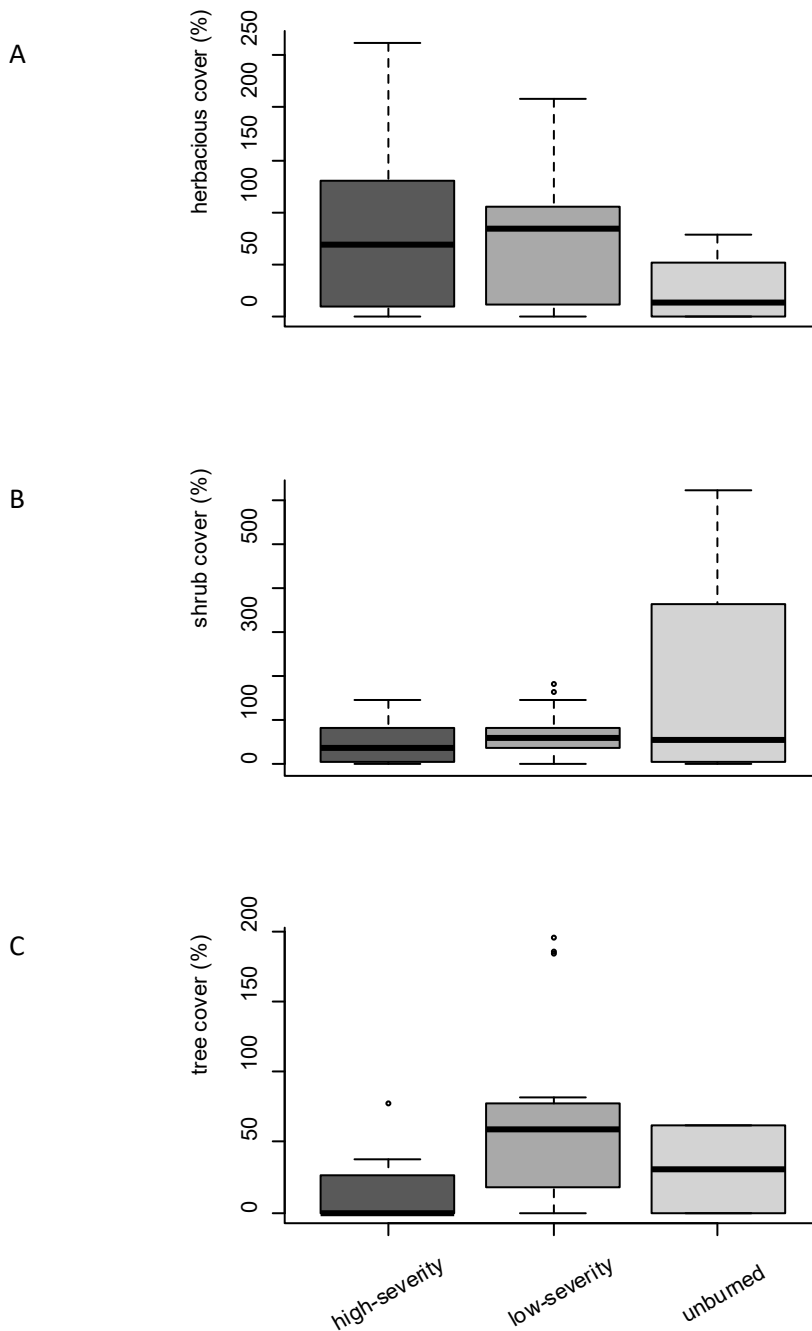 A
herbacious cover (%)
250
200
150
100
50
0
B
shrub cover (%)
500
300
100
0
C
tree cover (%)
200
150
100
50
0
high-severity
low-severity
unburned